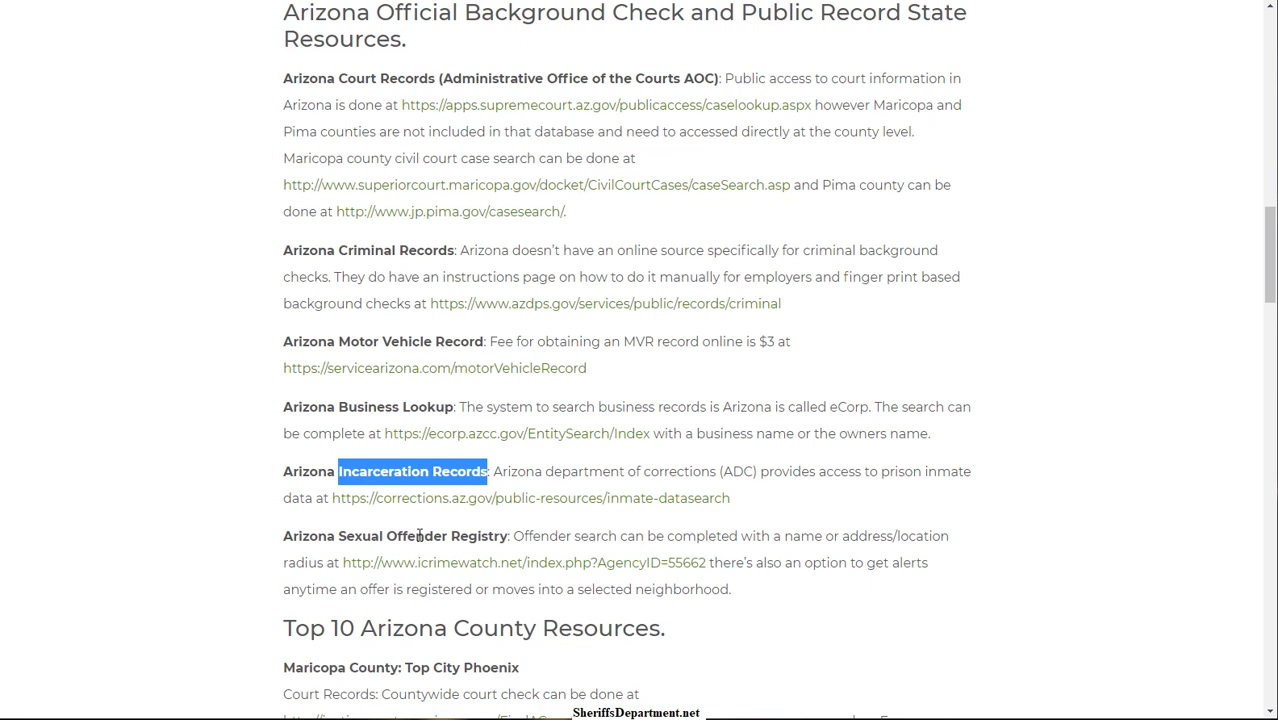 Arizona Official Background Check and Public Record State
Resources.
Arizona Court Records (Administrative Office of the Courts AOC): Public access to court information in
Arizona is done at https://apps.supremecourt.az.gov/publicaccess/caselookup.aspx however Maricopa and
Pima counties are not included in that database and need to accessed directly at the county level.
Maricopa county civil court case search can be done at
http://www.superiorcourt.maricopa.gov/docket/CivilCourtCases/caseSearch.asp and Pima county can be
done at http://www.jp.pima.gov/casesearch/.
Arizona Criminal Records: Arizona doesn't have an online source specifically for criminal background
checks. They do have an instructions page on how to do it manually for employers and finger print based
background checks at https://www.azdps.gov/services/public/records/criminal
Arizona Motor Vehicle Record: Fee for obtaining an MVR record online is $3 at
https://servicearizona.com/motorVehicleRecord
Arizona Business Lookup: The system to search business records is Arizona is called eCorp. The search can
be complete at https://ecorp.azcc.gov/EntitySearch/Index with a business name or the owners name.
Arizona Incarceration Records: Arizona department of corrections (ADC) provides access to prison inmate
data at https://corrections.az.gov/public-resources/inmate-datasearch
Arizona Sexual Offender Registry: Offender search can be completed with a name or address/location
radius at http://www.icrimewatch.net/index.php?AgencyID=55662 there's also an option to get alerts
anytime an offer is registered or moves into a selected neighborhood.
Top 10 Arizona County Resources.
Maricopa County: Top City Phoenix
Court Records: Countywide court check can be done at
SheriffsDepartment.net